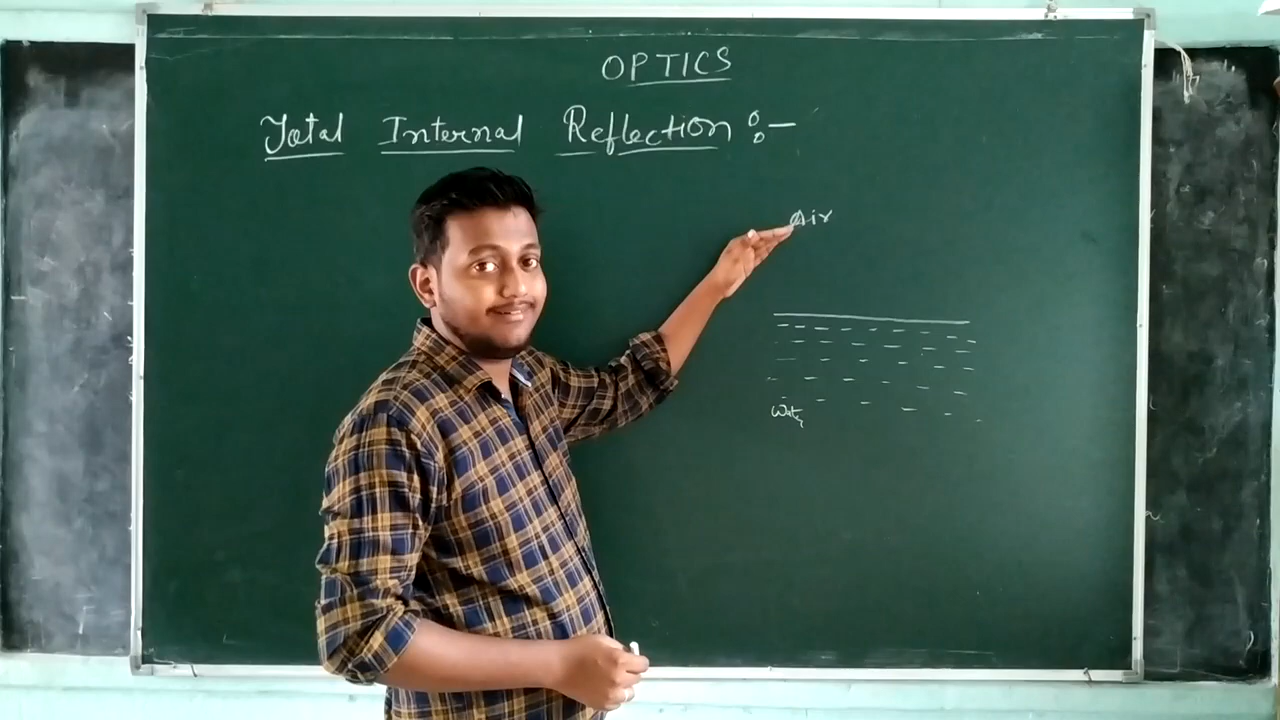 OPTICS
Total Internal Reflection :-
Air
Water